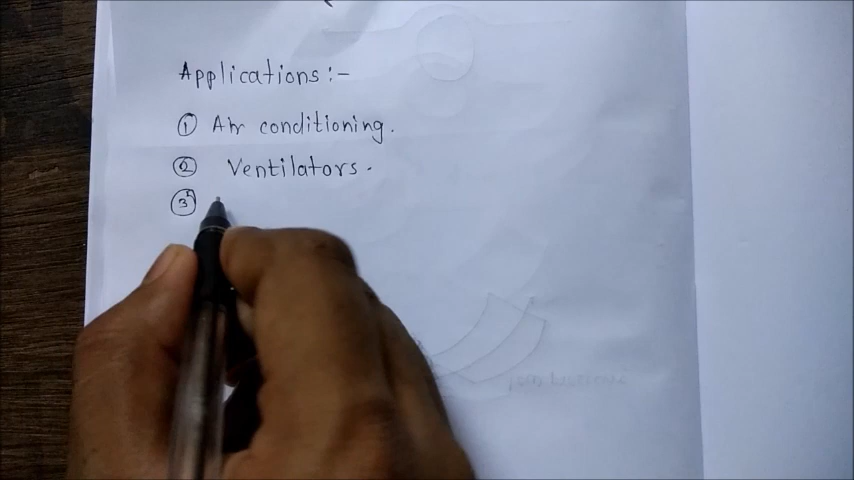 Applications:-
① Air conditioning.
② Ventilators.
③